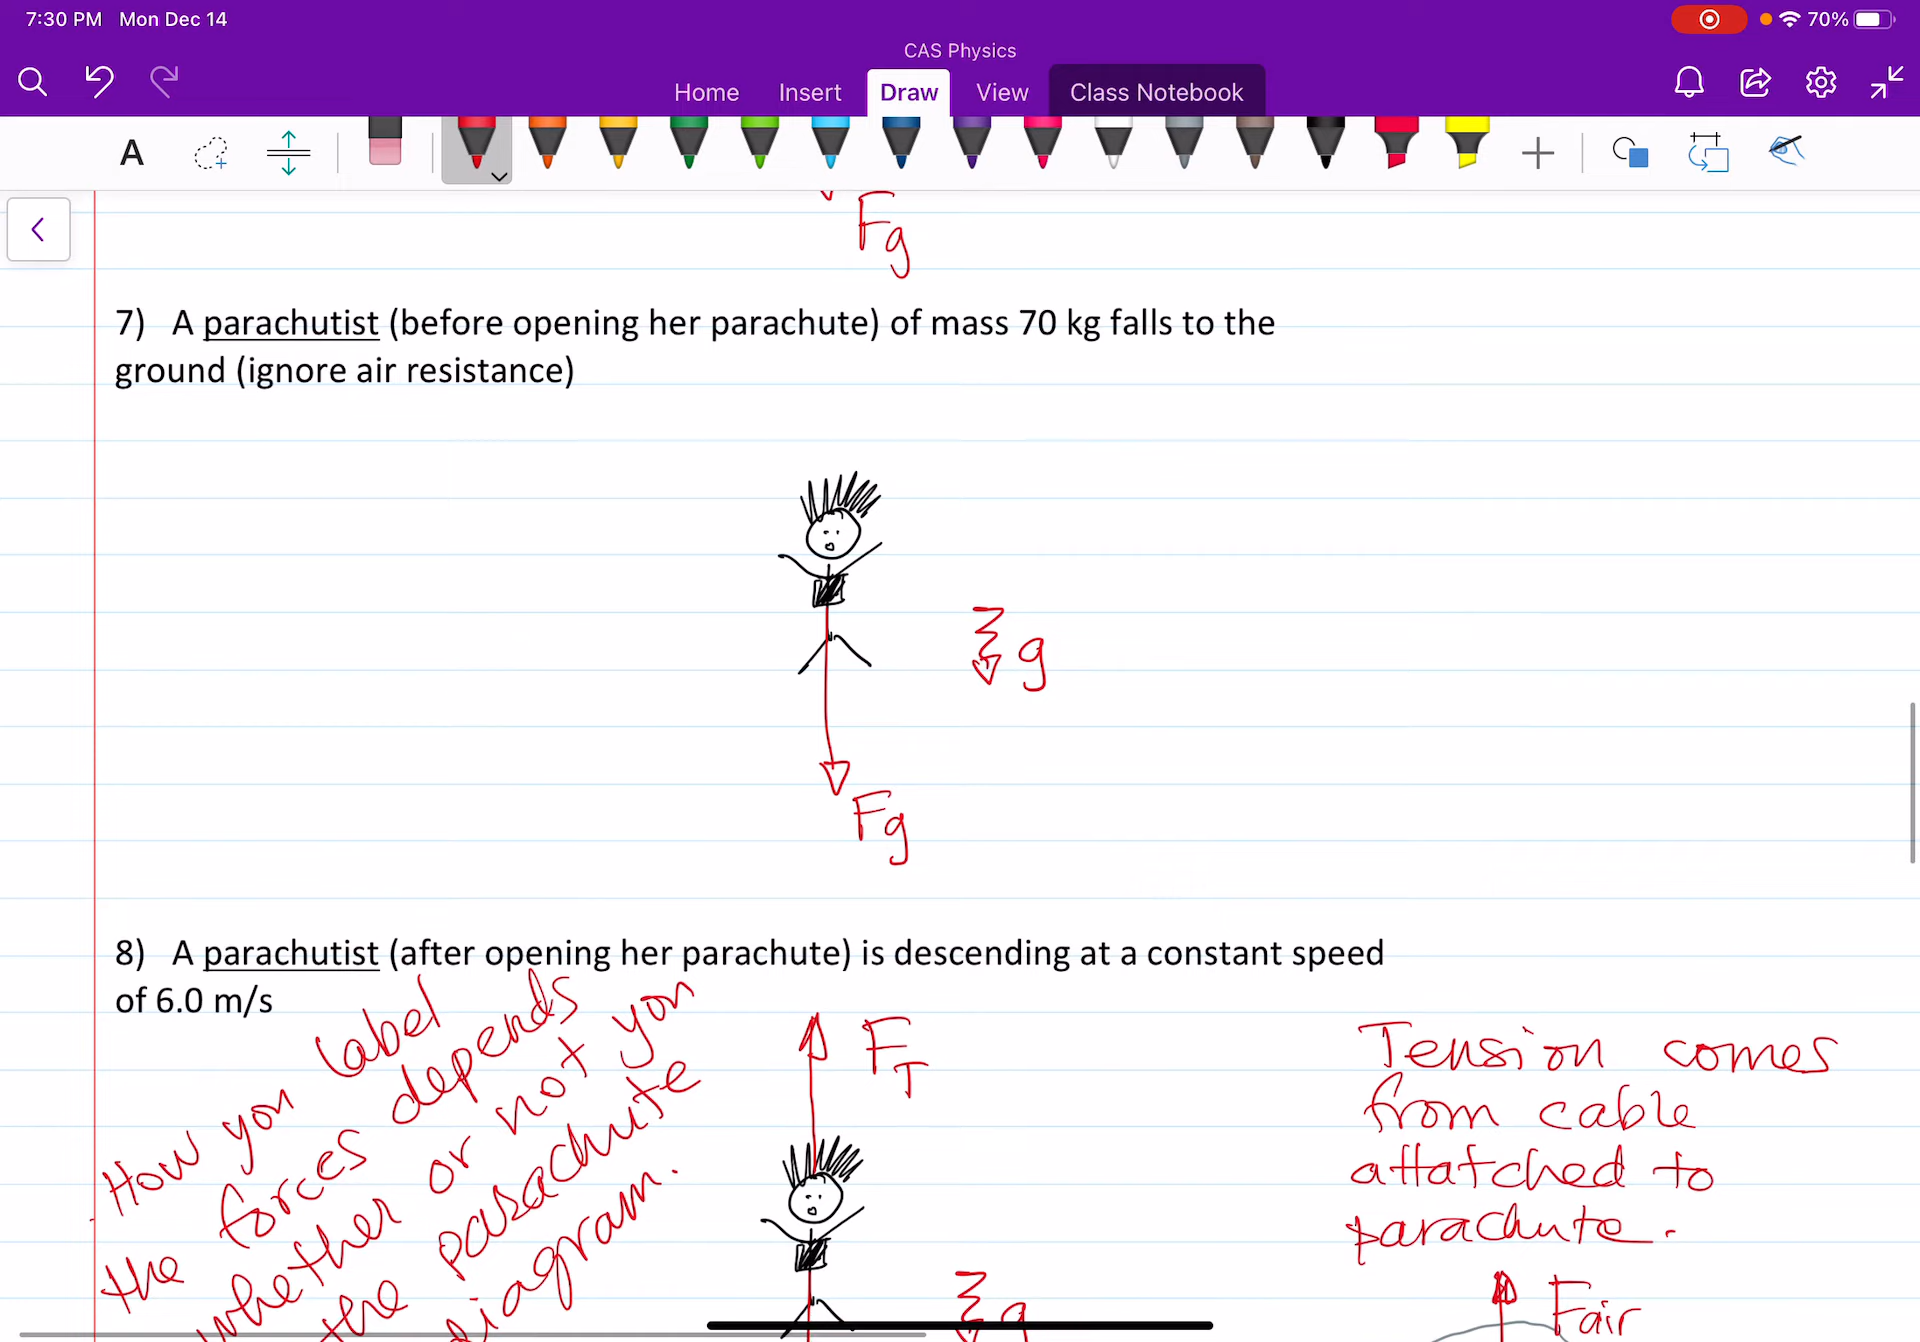 7:30 PM Mon Dec 14
70%
CAS Physics
Home Insert Draw View Class Notebook
A
Fg
7) A parachutist (before opening her parachute) of mass 70 kg falls to the
ground (ignore air resistance)
g
Fg
8) A parachutist (after opening her parachute) is descending at a constant speed
of 6.0 m/s
How you label
the forces depends
whether or not you
the parachute
diagram.
FT
g
Tension comes
from cable
attatched to
parachute.
Fair